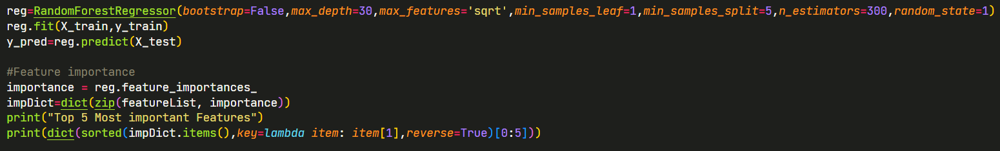 reg=RandomForestRegressor(bootstrap=False,max_depth=30,max_features='sqrt',min_samples_leaf=1,min_samples_split=5,n_estimators=300,random_state=1)
reg.fit(X_train,y_train)
y_pred=reg.predict(X_test)
#Feature importance
importance = reg.feature_importances_
impDict=dict(zip(featureList, importance))
print("Top 5 Most important Features")
print(dict(sorted(impDict.items(),key=lambda item: item[1],reverse=True)[0:5]))